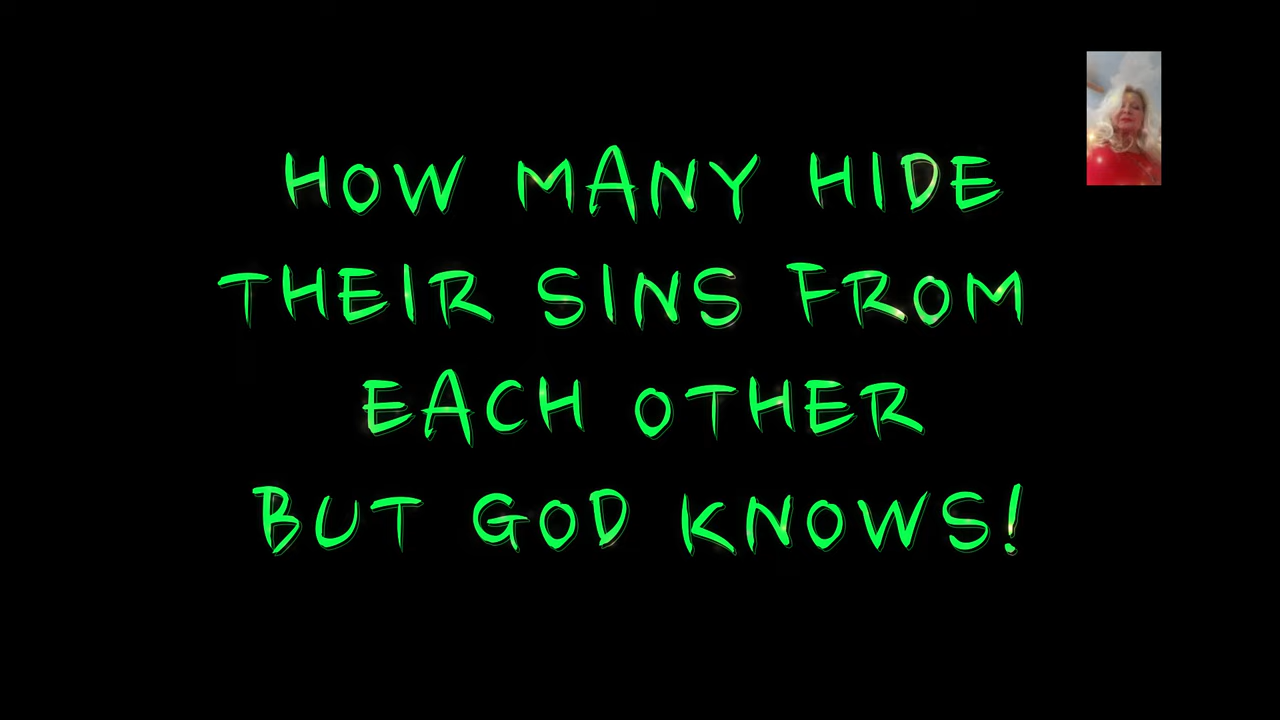 HOW MANY HIDE
THEIR SINS FROM
EACH OTHER
BUT GOD KNOWS!